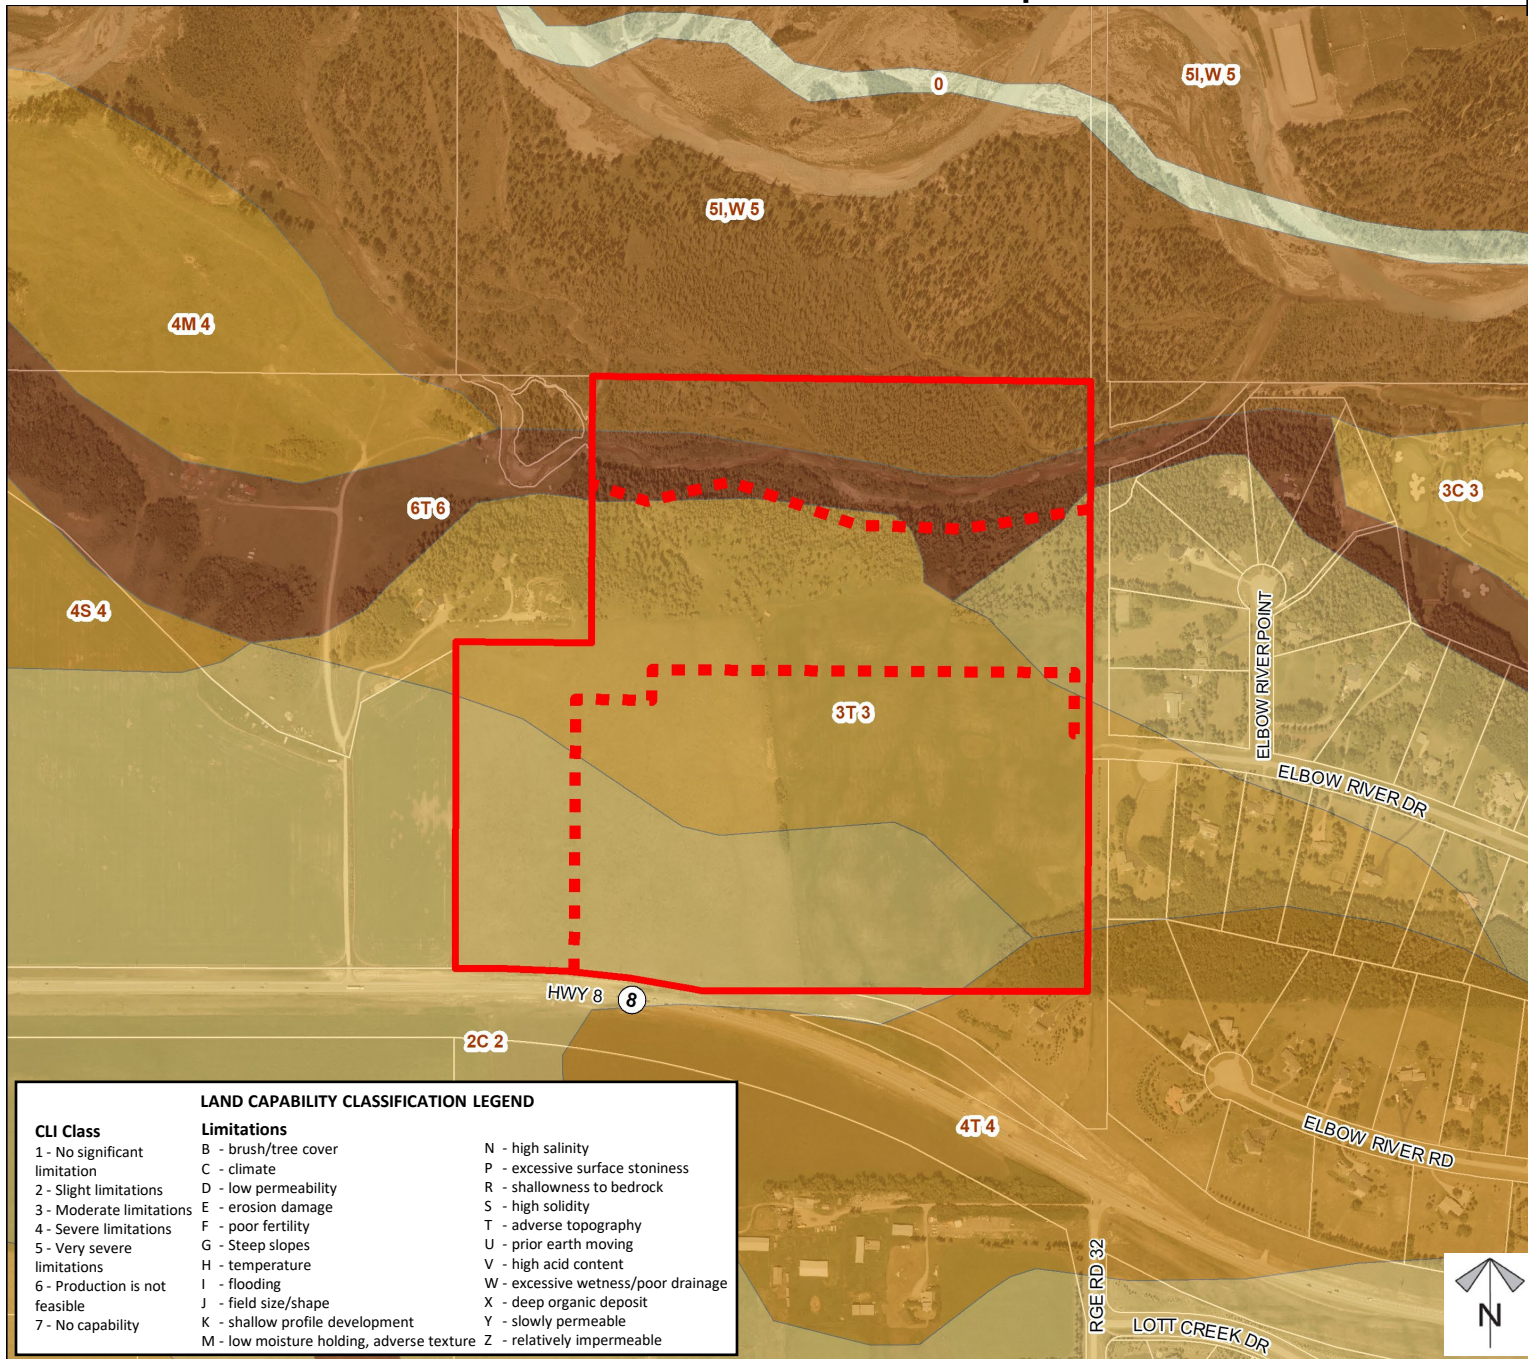 0
5I,W 5
5I,W 5
4M 4
3C 3
6T 6
4S 4
3T 3
ELBOW RIVER POINT
ELBOW RIVER DR
HWY 8
8
2C 2
4T 4
ELBOW RIVER RD
RGE RD 32
LOTT CREEK DR
N
LAND CAPABILITY CLASSIFICATION LEGEND
CLI Class
1 - No significant
limitation
2 - Slight limitations
3 - Moderate limitations
4 - Severe limitations
5 - Very severe
limitations
6 - Production is not
feasible
7 - No capability
Limitations
B - brush/tree cover
C - climate
D - low permeability
E - erosion damage
F - poor fertility
G - Steep slopes
H - temperature
I - flooding
J - field size/shape
K - shallow profile development
M - low moisture holding, adverse texture
N - high salinity
P - excessive surface stoniness
R - shallowness to bedrock
S - high solidity
T - adverse topography
U - prior earth moving
V - high acid content
W - excessive wetness/poor drainage
X - deep organic deposit
Y - slowly permeable
Z - relatively impermeable